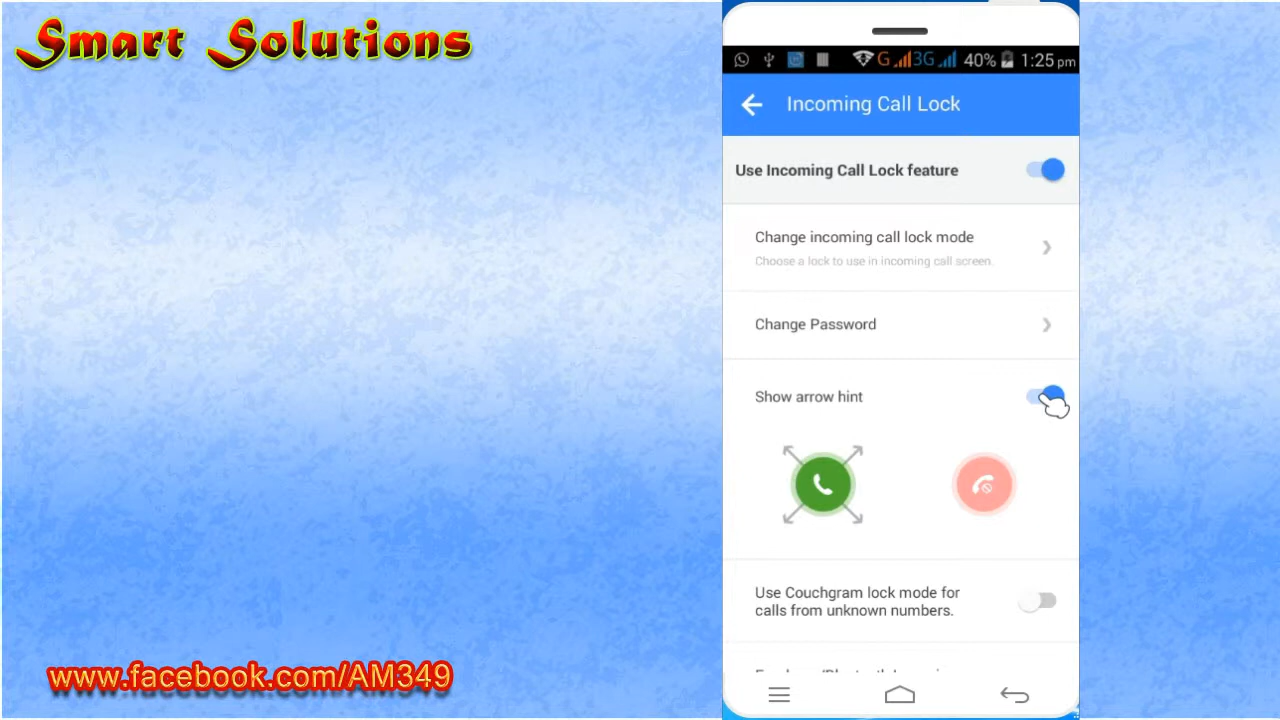 Smart Solutions
G 3G 40% 1:25 pm
Incoming Call Lock
Use Incoming Call Lock feature
Change incoming call lock mode
Choose a lock to use in incoming call screen.
Change Password
Show arrow hint
Use Couchgram lock mode for
calls from unknown numbers.
www.facebook.com/AM349